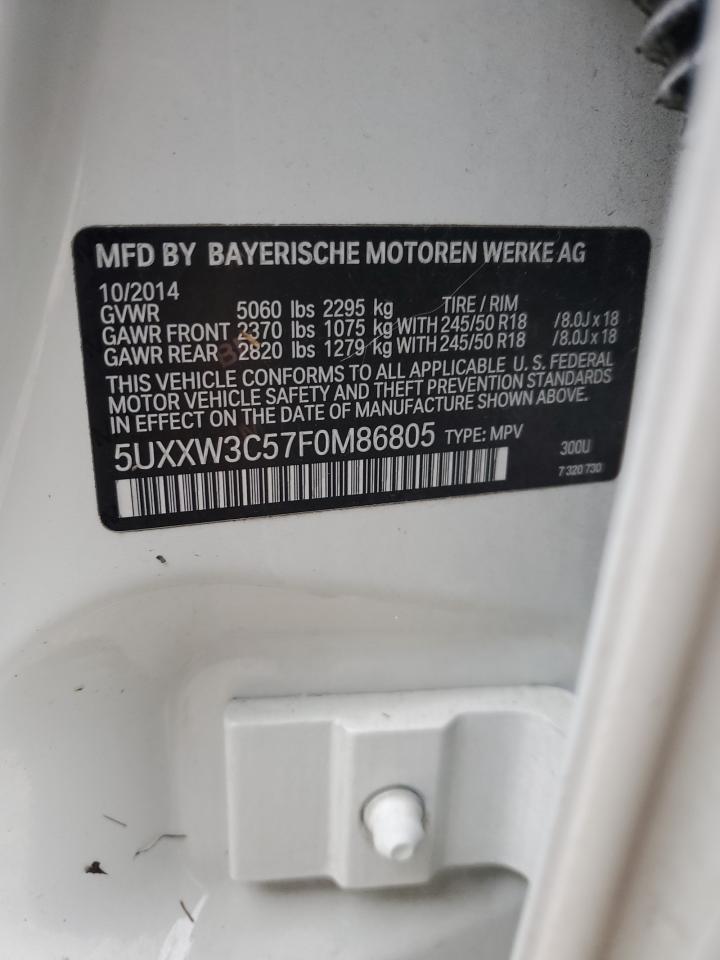 MFD BY BAYERISCHE MOTOREN WERKE AG
10/2014
GVWR 5060 lbs 2295 kg TIRE / RIM
GAWR FRONT 2370 lbs 1075 kg WITH 245/50 R18 /8.0J x 18
GAWR REAR 2820 lbs 1279 kg WITH 245/50 R18 /8.0J x 18
THIS VEHICLE CONFORMS TO ALL APPLICABLE U. S. FEDERAL
MOTOR VEHICLE SAFETY AND THEFT PREVENTION STANDARDS
IN EFFECT ON THE DATE OF MANUFACTURE SHOWN ABOVE.
5UXXW3C57F0M86805 TYPE: MPV 300U
7 320 730